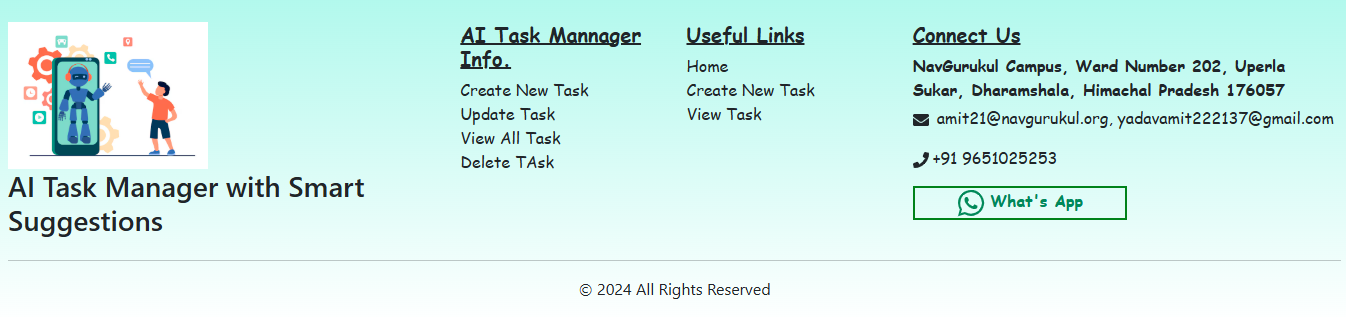 AI Task Manager with Smart
Suggestions
AI Task Mannager
Info.
Create New Task
Update Task
View All Task
Delete TAsk
Useful Links
Home
Create New Task
View Task
Connect Us
NavGurukul Campus, Ward Number 202, Uperla
Sukar, Dharamshala, Himachal Pradesh 176057
amit21@navgurukul.org, yadavamit222137@gmail.com
+91 9651025253
What's App
© 2024 All Rights Reserved